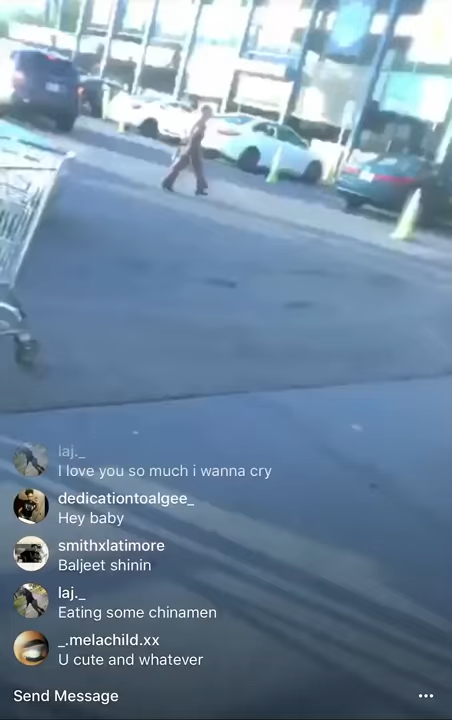 laj._
I love you so much i wanna cry
dedicationtoalgee_
Hey baby
smithxlatimore
Baljeet shinin
laj._
Eating some chinamen
_.melachild.xx
U cute and whatever
Send Message